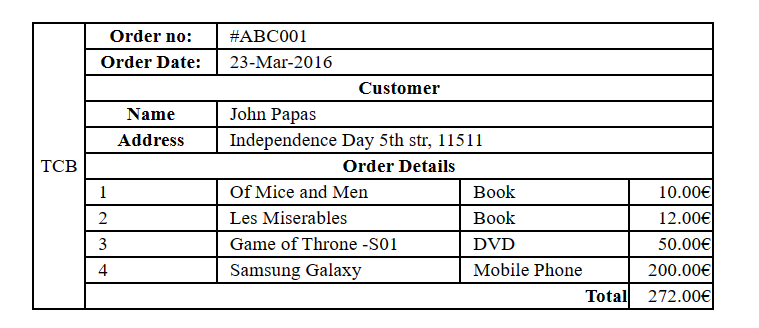 Order no: #ABC001
Order Date: 23-Mar-2016
Customer
Name John Papas
Address Independence Day 5th str, 11511
TCB
Order Details
1 Of Mice and Men Book 10.00€
2 Les Miserables Book 12.00€
3 Game of Throne -S01 DVD 50.00€
4 Samsung Galaxy Mobile Phone 200.00€
Total 272.00€